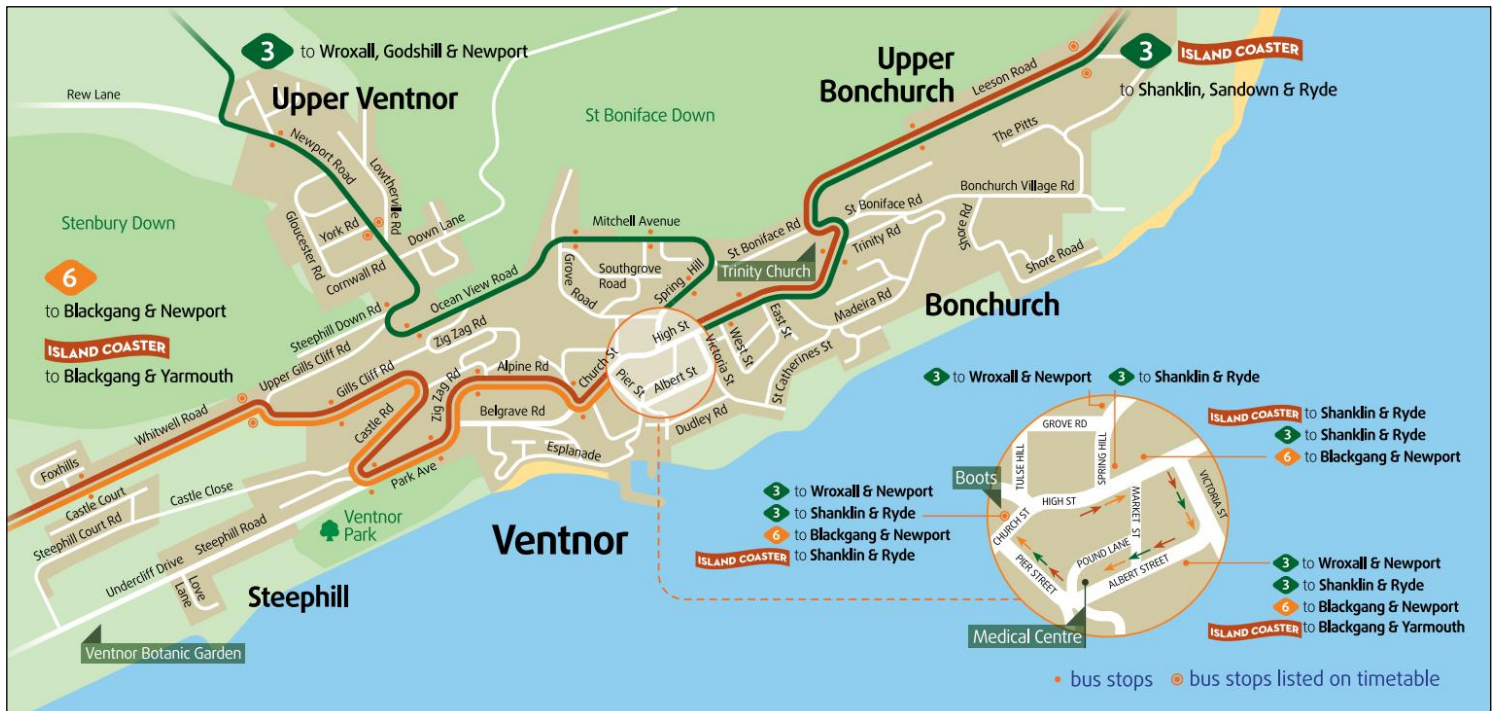 3 to Wroxall, Godshill & Newport
Upper Ventnor
Rew Lane
Newport Road
Lowtherville Rd
York Rd
Gloucester Rd
Cornwall Rd
Down Lane
Stenbury Down
St Boniface Down
6
to Blackgang & Newport
ISLAND COASTER
to Blackgang & Yarmouth
Upper
Bonchurch
Leeson Road
3 ISLAND COASTER
to Shanklin, Sandown & Ryde
The Pitts
Bonchurch Village Rd
St Boniface Rd
St Boniface Rd
Trinity Rd
Trinity Church
Shore Rd
Shore Road
Madeira Rd
Bonchurch
Mitchell Avenue
Grove Road
Southgrove
Road
Spring Hill
Ocean View Road
Steephill Down Rd
Zig Zag Rd
Upper Gills Cliff Rd
Gills Cliff Rd
Whitwell Road
Castle Rd
Zig Zag Rd
Alpine Rd
Belgrave Rd
Church St
High St
Pier St
Albert St
Victoria St
West St
East St
St Catherines St
Dudley Rd
Esplanade
Park Ave
Foxhills
Castle Court
Castle Close
Steephill Court Rd
Steephill Road
Undercliff Drive
Love
Lane
Ventnor
Park
Ventnor
Steephill
Ventnor Botanic Garden
3 to Wroxall & Newport
3 to Shanklin & Ryde
ISLAND COASTER to Shanklin & Ryde
3 to Shanklin & Ryde
6 to Blackgang & Newport
GROVE RD
TULSE HILL
SPRING HILL
Boots
HIGH ST
MARKET ST
VICTORIA ST
CHURCH ST
PIER STREET
POUND LANE
ALBERT STREET
Medical Centre
3 to Wroxall & Newport
3 to Shanklin & Ryde
6 to Blackgang & Newport
ISLAND COASTER to Shanklin & Ryde
3 to Wroxall & Newport
3 to Shanklin & Ryde
6 to Blackgang & Newport
ISLAND COASTER to Blackgang & Yarmouth
bus stops
bus stops listed on timetable